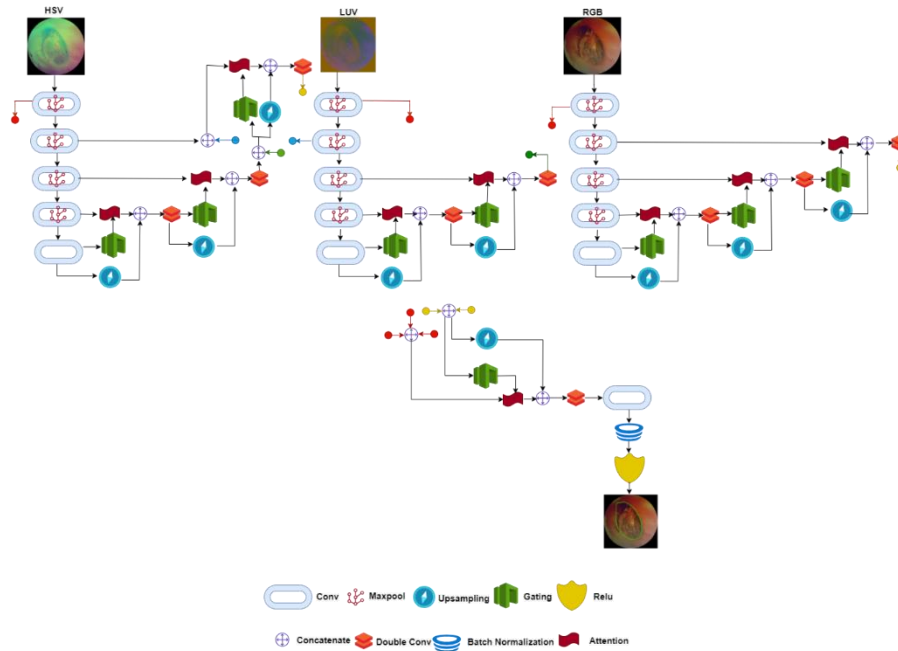 HSV
LUV
RGB
Conv
Maxpool
Upsampling
Gating
Relu
Concatenate
Double Conv
Batch Normalization
Attention